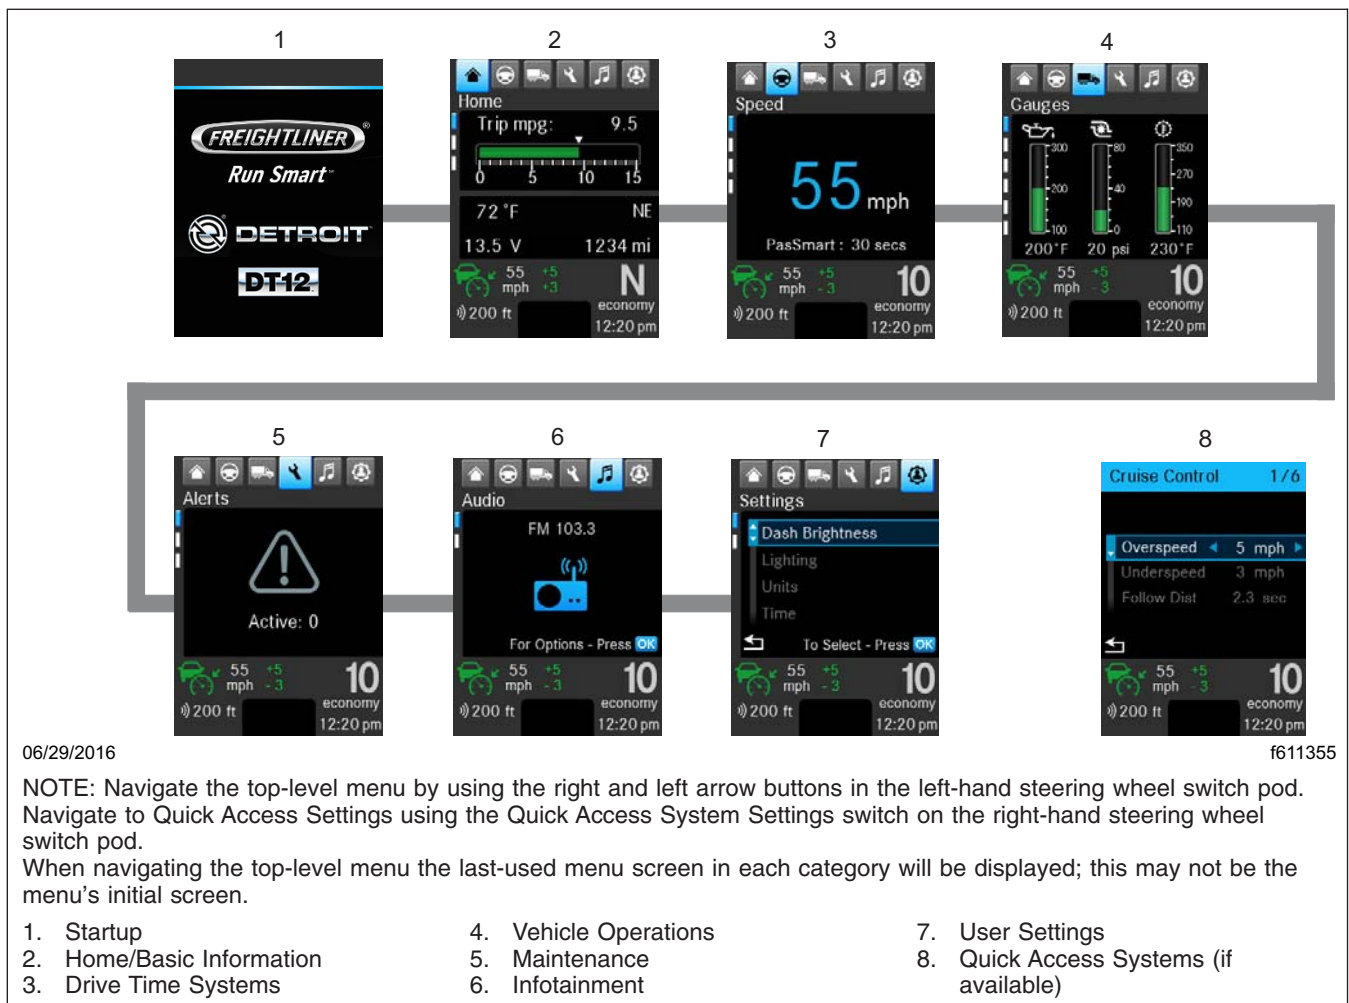 1
2
3
4
FREIGHTLINER®
Run Smart™
DETROIT
DT12
Home
Trip mpg: 9.5
0 5 10 15
72 °F NE
13.5 V 1234 mi
55 mph +5 +3
N
economy
200 ft
12:20 pm
Speed
55 mph
PasSmart : 30 secs
55 mph +5 -3
10
economy
200 ft
12:20 pm
Gauges
300 80 350
270
200 40
190
100 0 110
200°F 20 psi 230°F
55 mph +5 -3
10
economy
200 ft
12:20 pm
5
6
7
8
Alerts
Active: 0
55 mph +5 -3
10
economy
200 ft
12:20 pm
Audio
FM 103.3
For Options - Press OK
55 mph +5 -3
10
economy
200 ft
12:20 pm
Settings
Dash Brightness
Lighting
Units
Time
To Select - Press OK
55 mph +5 -3
10
economy
200 ft
12:20 pm
Cruise Control 1/6
Overspeed 5 mph
Underspeed 3 mph
Follow Dist 2.3 sec
55 mph +5 -3
10
economy
200 ft
12:20 pm
06/29/2016
f611355
NOTE: Navigate the top-level menu by using the right and left arrow buttons in the left-hand steering wheel switch pod.
Navigate to Quick Access Settings using the Quick Access System Settings switch on the right-hand steering wheel
switch pod.
When navigating the top-level menu the last-used menu screen in each category will be displayed; this may not be the
menu's initial screen.
1. Startup
2. Home/Basic Information
3. Drive Time Systems
4. Vehicle Operations
5. Maintenance
6. Infotainment
7. User Settings
8. Quick Access Systems (if
available)